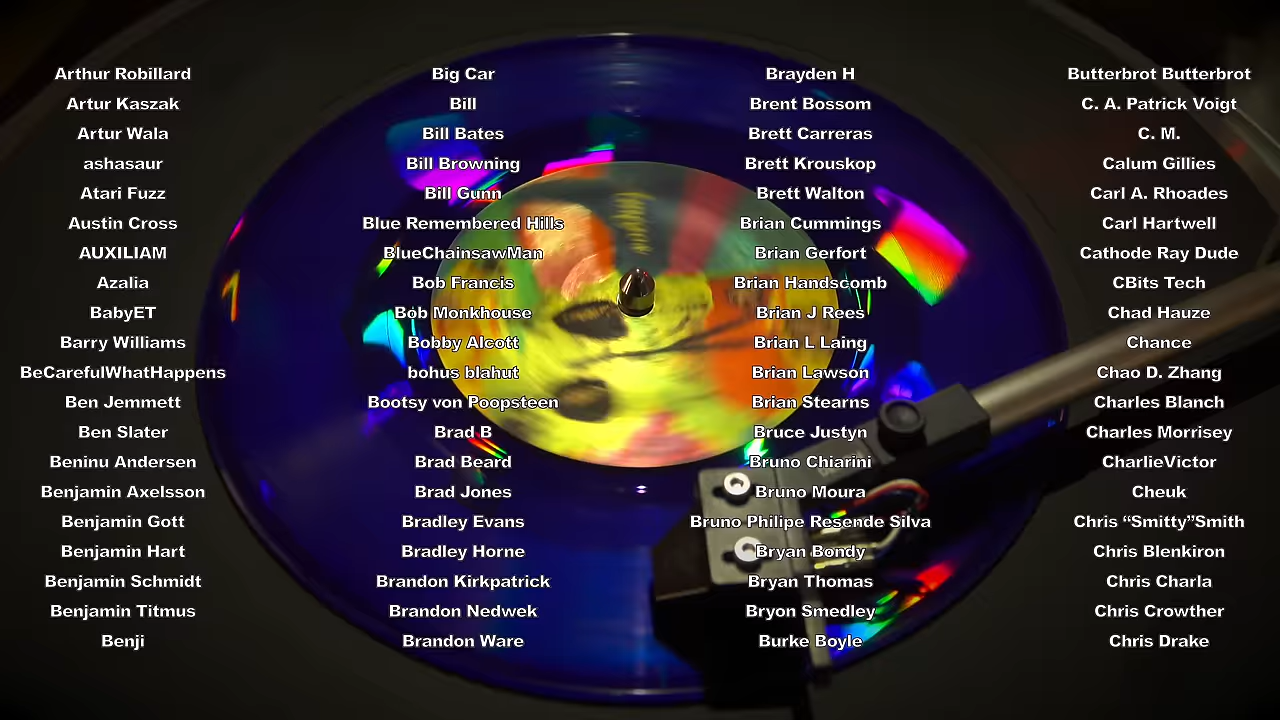 Arthur Robillard
Artur Kaszak
Artur Wala
ashasaur
Atari Fuzz
Austin Cross
AUXILIAM
Azalia
BabyET
Barry Williams
BeCarefulWhatHappens
Ben Jemmett
Ben Slater
Beninu Andersen
Benjamin Axelsson
Benjamin Gott
Benjamin Hart
Benjamin Schmidt
Benjamin Titmus
Benji
Big Car
Bill
Bill Bates
Bill Browning
Bill Gunn
Blue Remembered Hills
BlueChainsawMan
Bob Francis
Bob Monkhouse
Bobby Alcott
bohus blahut
Bootsy von Poopsteen
Brad B
Brad Beard
Brad Jones
Bradley Evans
Bradley Horne
Brandon Kirkpatrick
Brandon Nedwek
Brandon Ware
Brayden H
Brent Bossom
Brett Carreras
Brett Krouskop
Brett Walton
Brian Cummings
Brian Gerfort
Brian Handscomb
Brian J Rees
Brian L Laing
Brian Lawson
Brian Stearns
Bruce Justyn
Bruno Chiarini
Bruno Moura
Bruno Philipe Resende Silva
Bryan Bondy
Bryan Thomas
Bryon Smedley
Burke Boyle
Butterbrot Butterbrot
C. A. Patrick Voigt
C. M.
Calum Gillies
Carl A. Rhoades
Carl Hartwell
Cathode Ray Dude
CBits Tech
Chad Hauze
Chance
Chao D. Zhang
Charles Blanch
Charles Morrisey
CharlieVictor
Cheuk
Chris “Smitty”Smith
Chris Blenkiron
Chris Charla
Chris Crowther
Chris Drake